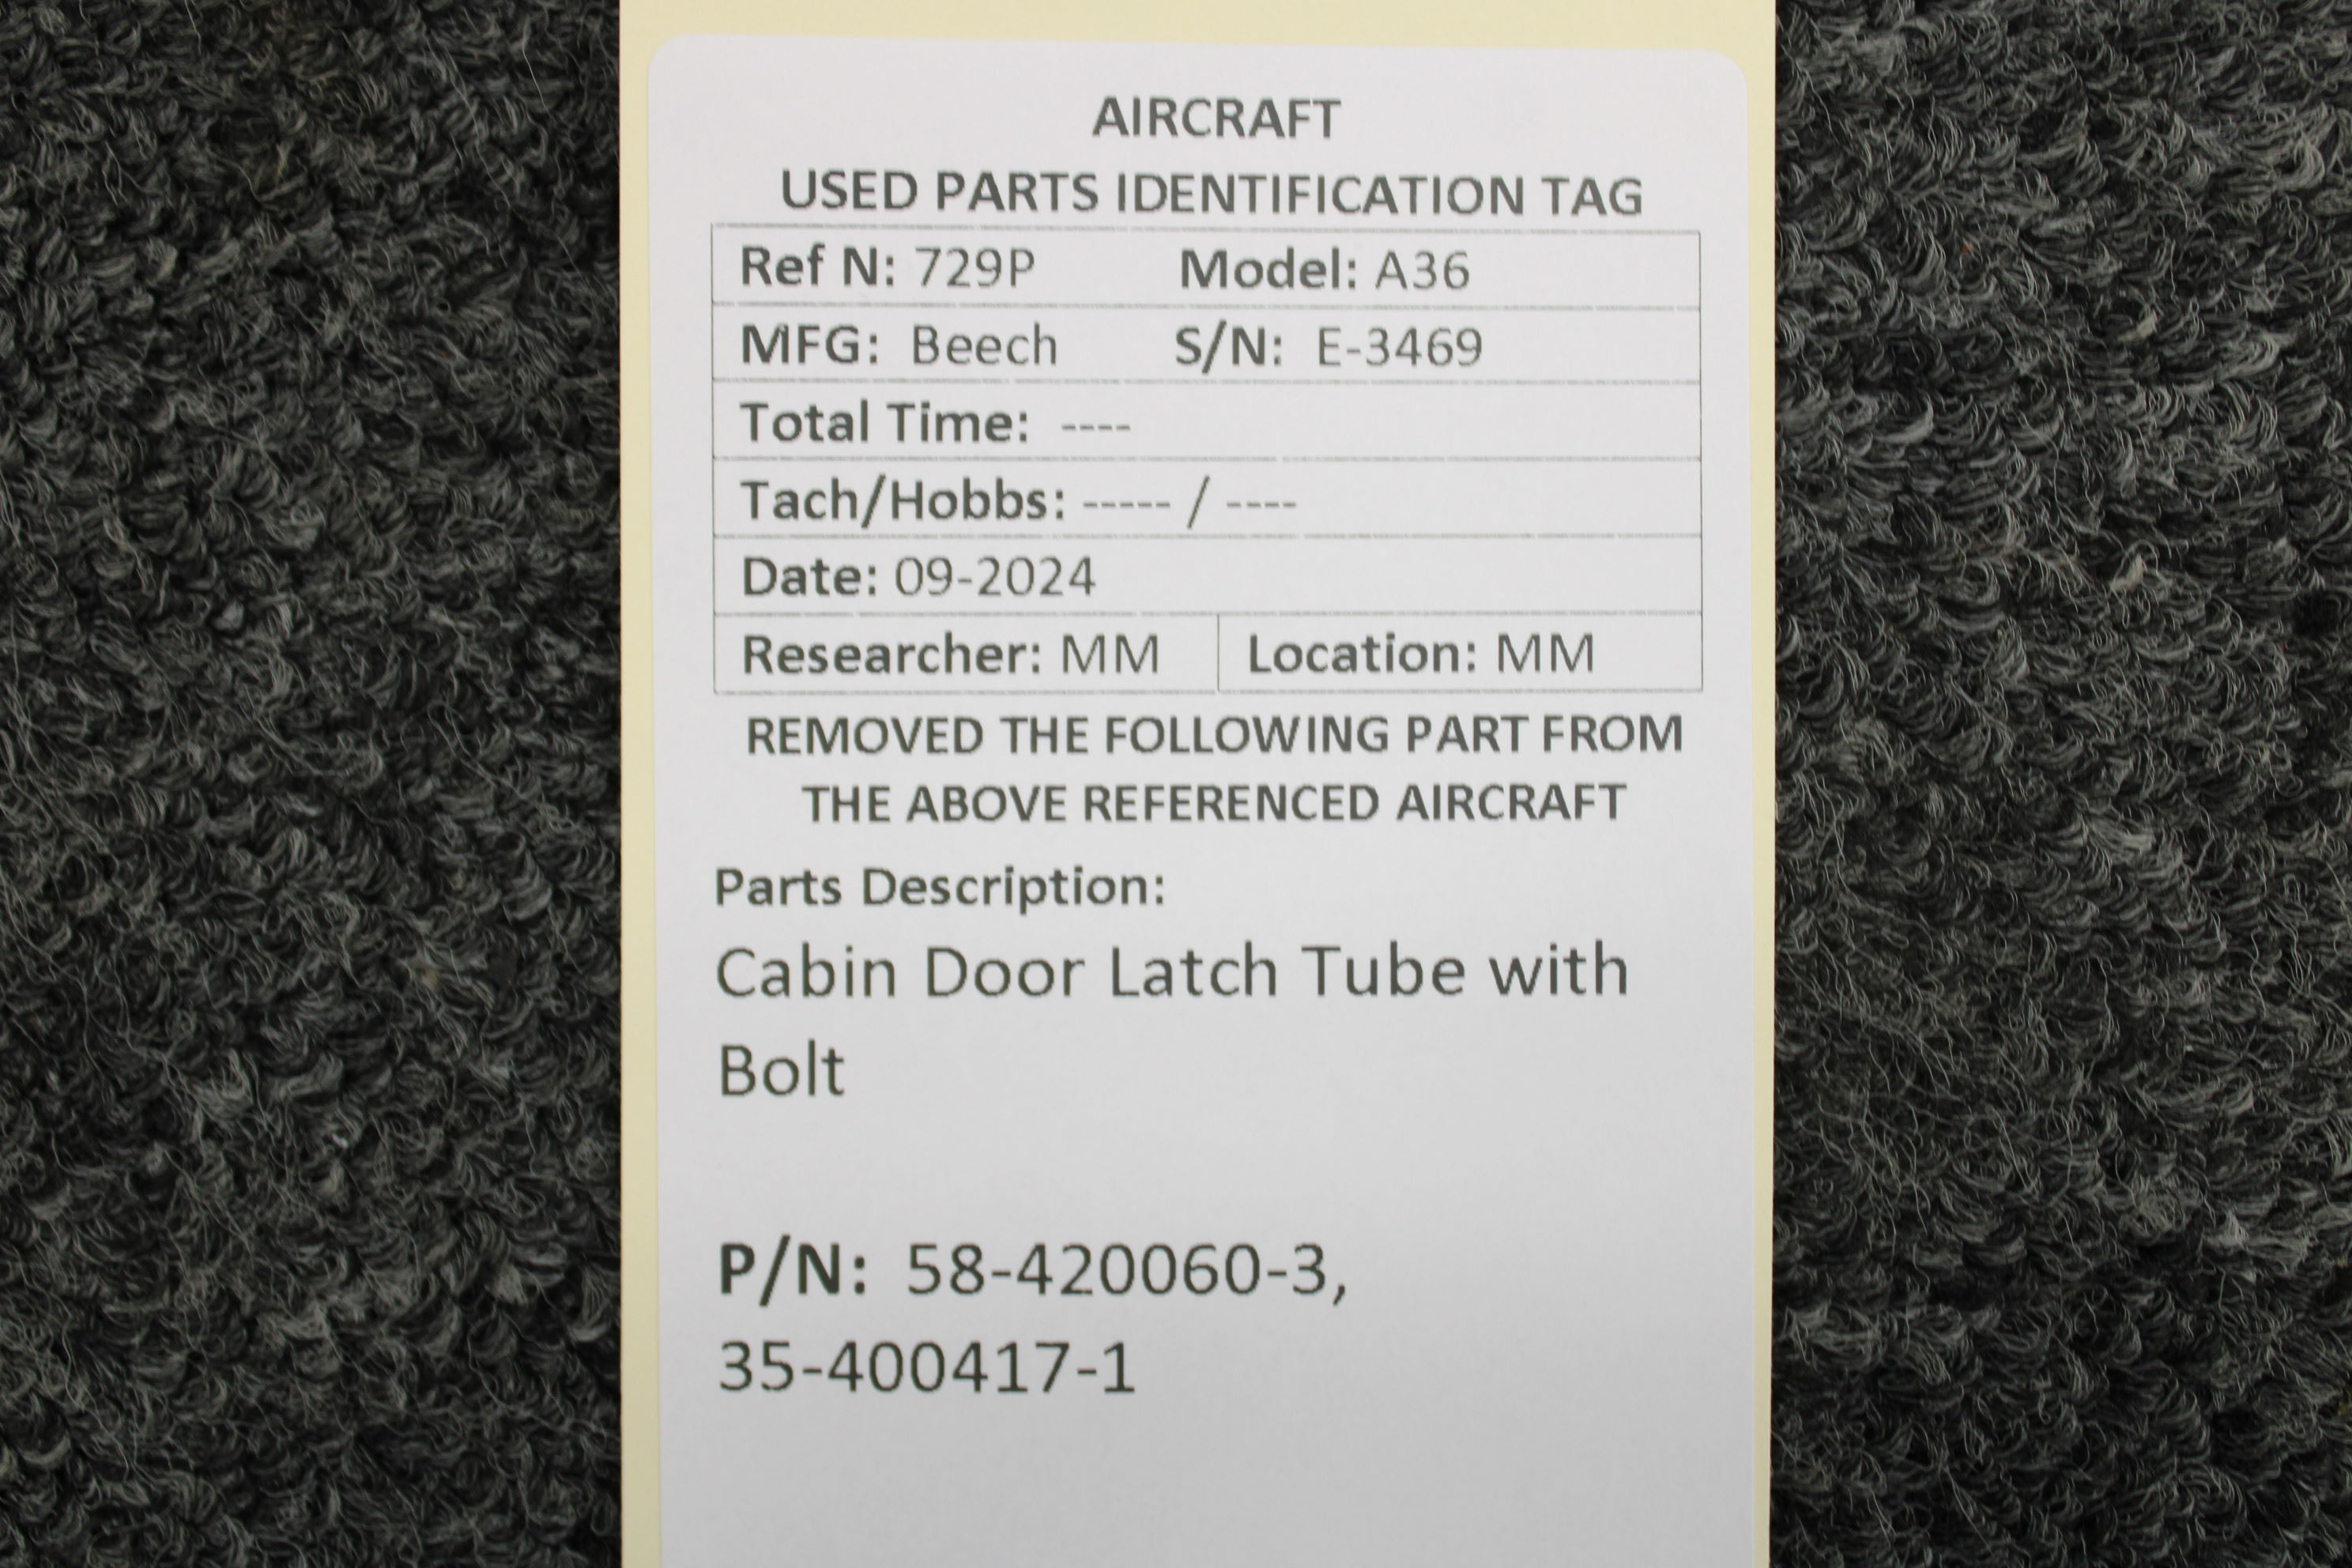 AIRCRAFT
USED PARTS IDENTIFICATION TAG
Ref N: 729P Model: A36
MFG: Beech S/N: E-3469
Total Time: ----
Tach/Hobbs: ----- / ----
Date: 09-2024
Researcher: MM Location: MM
REMOVED THE FOLLOWING PART FROM
THE ABOVE REFERENCED AIRCRAFT
Parts Description:
Cabin Door Latch Tube with
Bolt
P/N: 58-420060-3,
35-400417-1